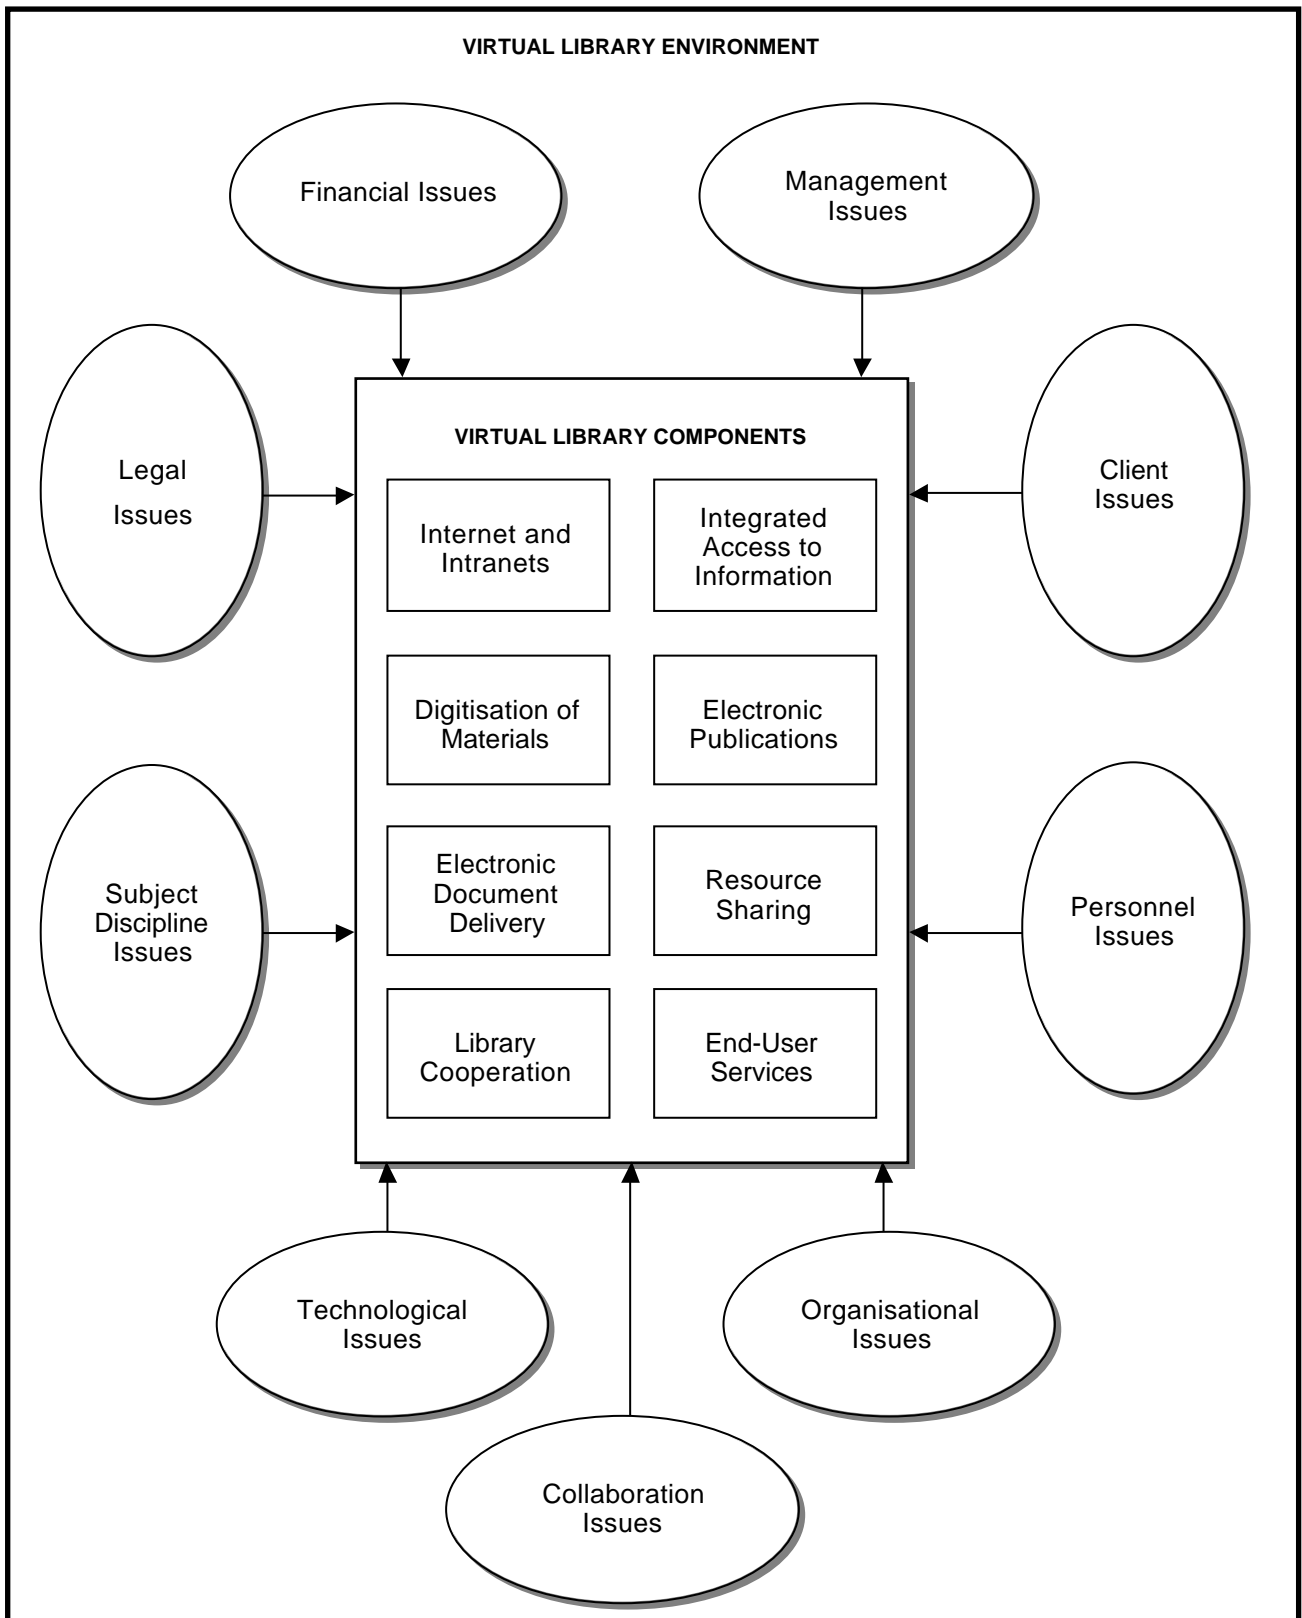 VIRTUAL LIBRARY ENVIRONMENT
Financial Issues
Management
Issues
Legal
Issues
Client
Issues
VIRTUAL LIBRARY COMPONENTS
Internet and
Intranets
Integrated
Access to
Information
Digitisation of
Materials
Electronic
Publications
Subject
Discipline
Issues
Electronic
Document
Delivery
Resource
Sharing
Personnel
Issues
Library
Cooperation
End-User
Services
Technological
Issues
Organisational
Issues
Collaboration
Issues